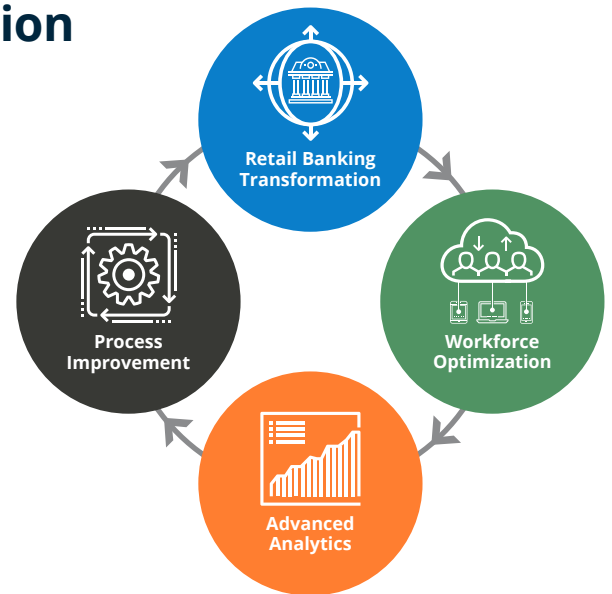 ion
Retail Banking
Transformation
Workforce
Optimization
Advanced
Analytics
Process
Improvement